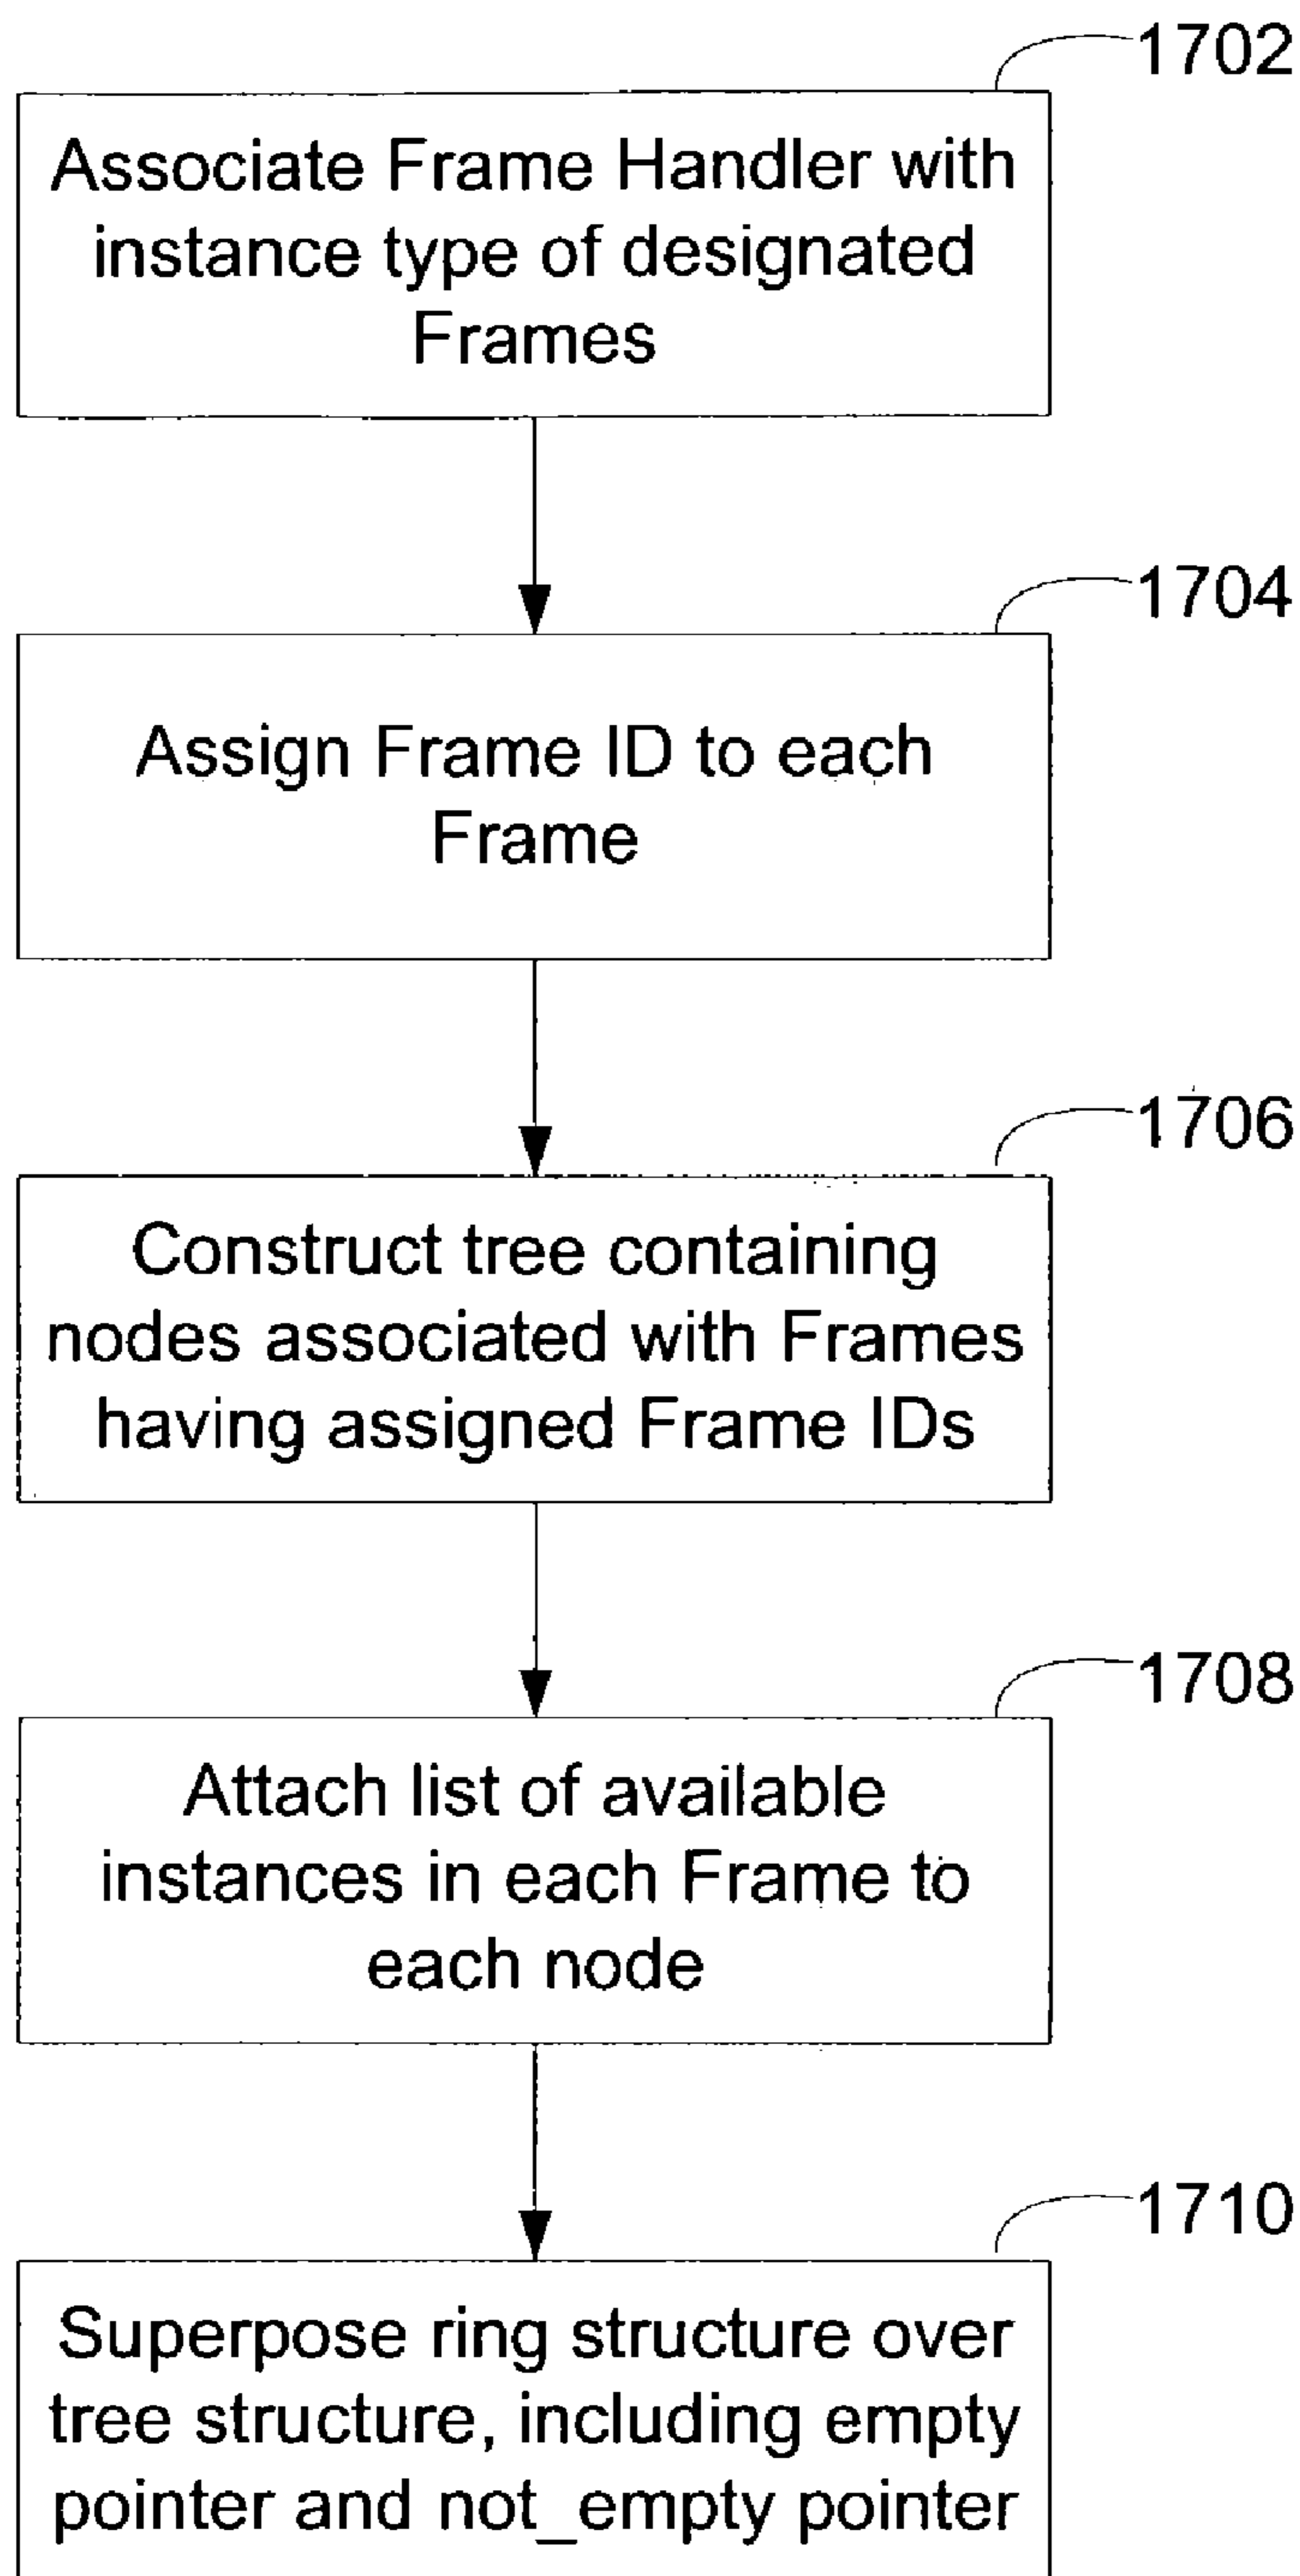 1702
Associate Frame Handler with
instance type of designated
Frames
1704
Assign Frame ID to each
Frame
1706
Construct tree containing
nodes associated with Frames
having assigned Frame IDs
1708
Attach list of available
instances in each Frame to
each node
1710
Superpose ring structure over
tree structure, including empty
pointer and not_empty pointer